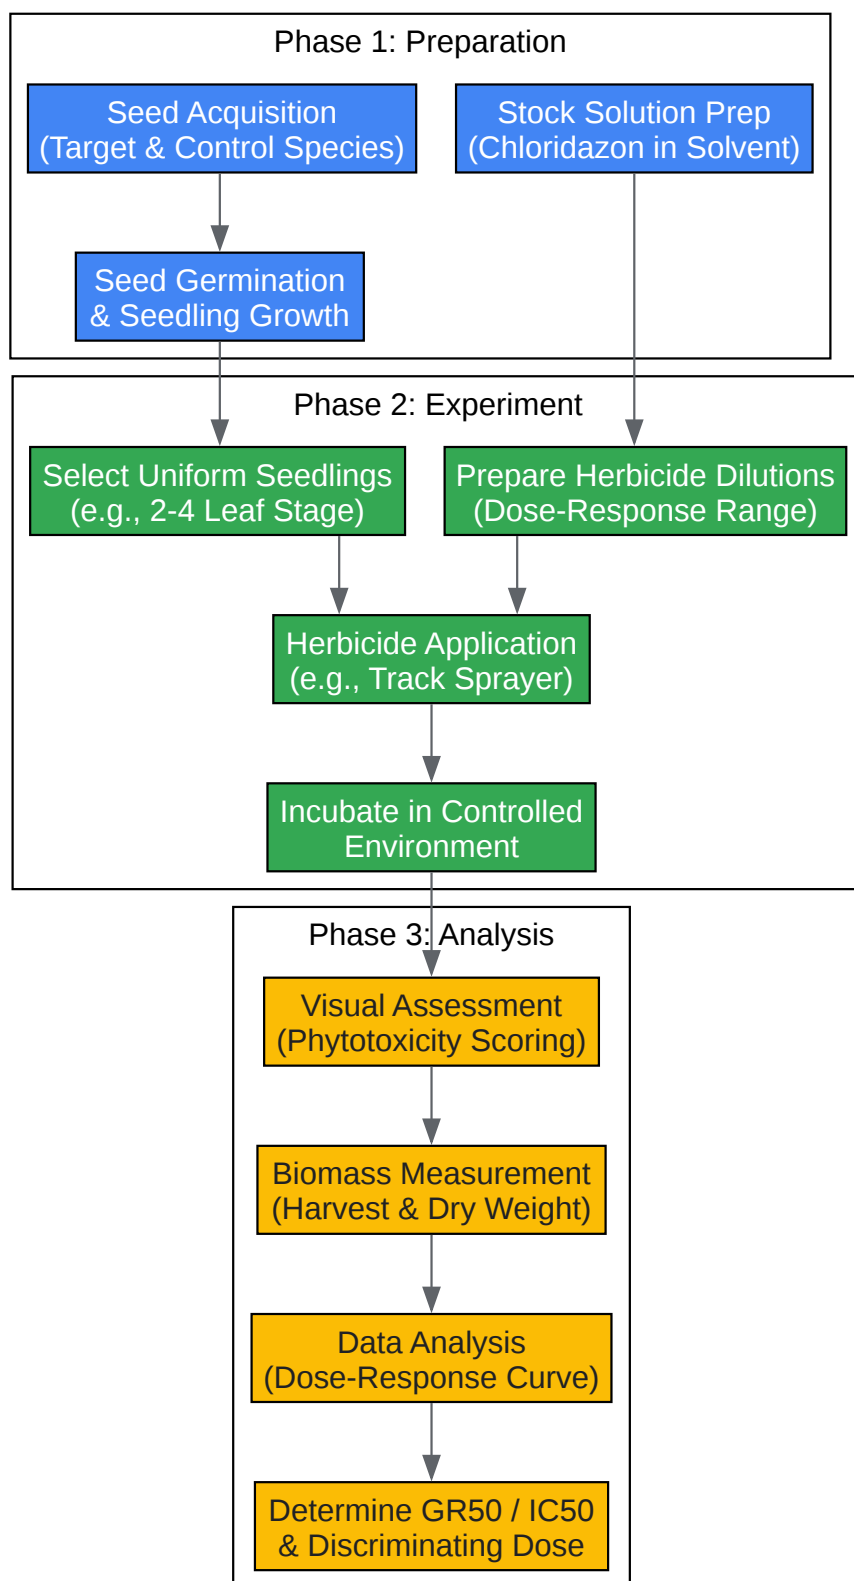 Phase 1: Preparation
Seed Acquisition
(Target & Control Species)
Stock Solution Prep
(Chloridazon in Solvent)
Seed Germination
& Seedling Growth
Phase 2: Experiment
Select Uniform Seedlings
(e.g., 2-4 Leaf Stage)
Prepare Herbicide Dilutions
(Dose-Response Range)
Herbicide Application
(e.g., Track Sprayer)
Incubate in Controlled
Environment
Phase 3: Analysis
Visual Assessment
(Phytotoxicity Scoring)
Biomass Measurement
(Harvest & Dry Weight)
Data Analysis
(Dose-Response Curve)
Determine GR50 / IC50
& Discriminating Dose